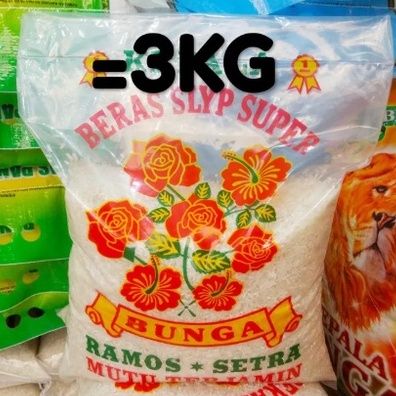 =3KG
BERAS SLYP SUPER
BUNGA
RAMOS * SETRA
MUTU TERJAMIN